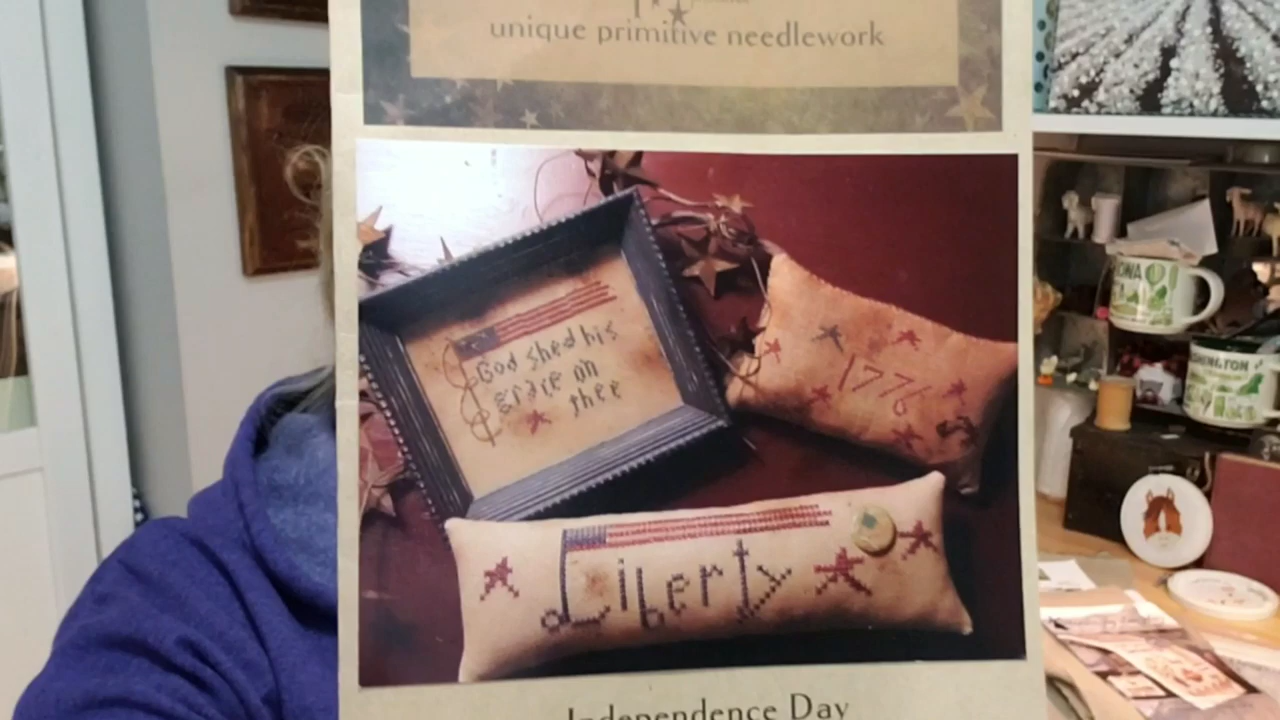 unique primitive needlework
God shed his
grace on
thee
1776
Liberty
Independence Day